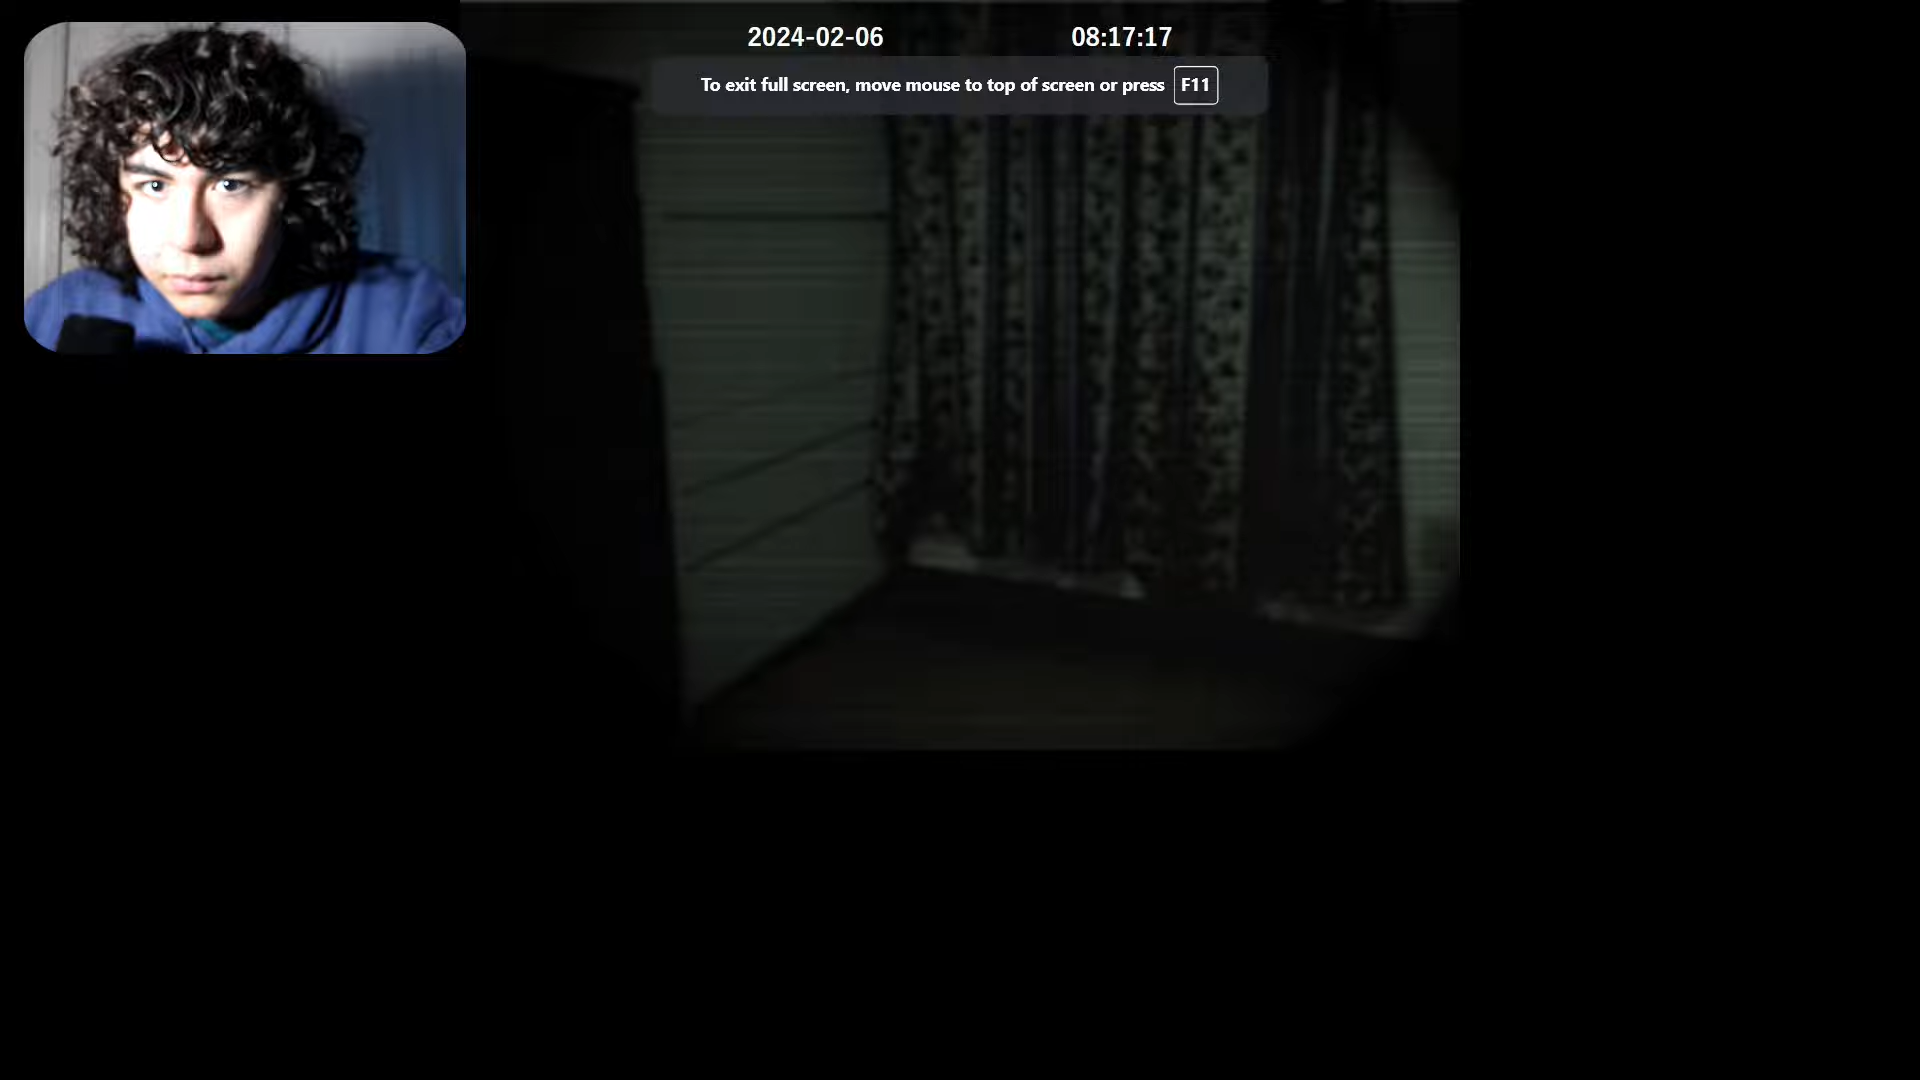 2024-02-06 08:17:17
To exit full screen, move mouse to top of screen or press F11